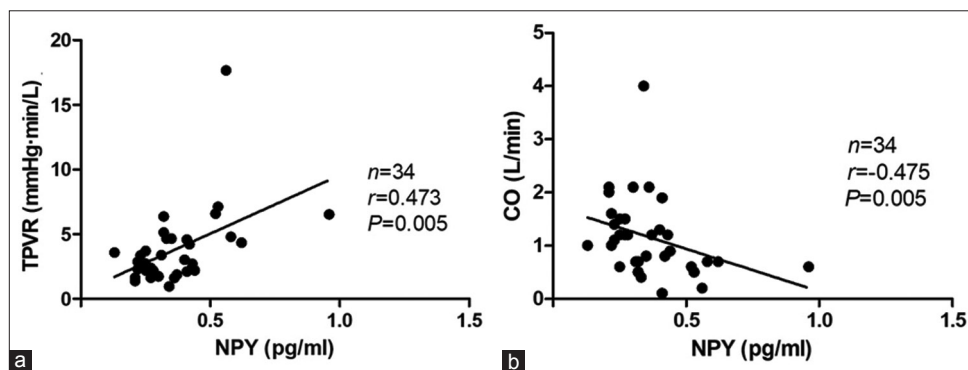 20
15
10
5
0
TPVR (mmHg·min/L)
n=34
r=0.473
P=0.005
0.5
1.0
1.5
NPY (pg/ml)
a
5
4
3
2
1
0
CO (L/min)
n=34
r=-0.475
P=0.005
0.5
1.0
1.5
NPY (pg/ml)
b